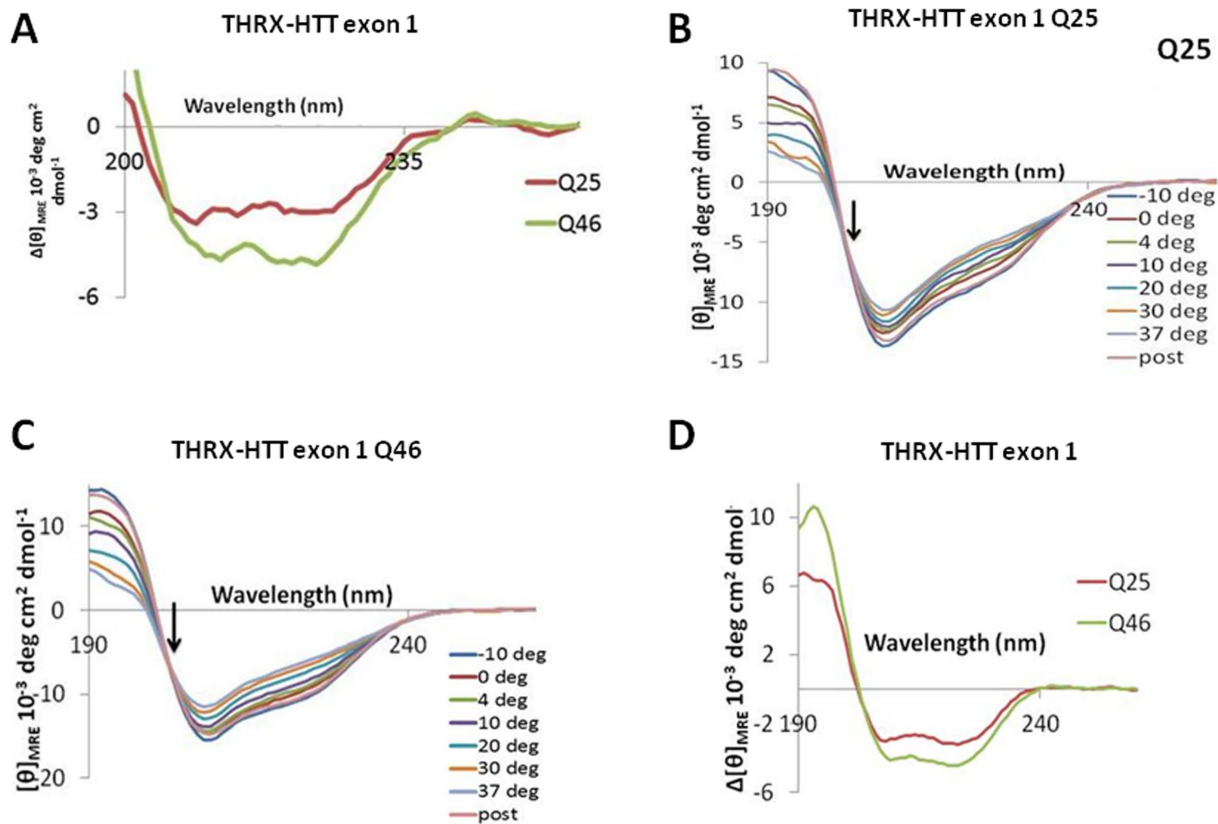 A
THRX-HTT exon 1
Δ[θ]MRE 10-3 deg cm2
dmol-1
Wavelength (nm)
0
-3
-6
200
235
Q25
Q46
B
THRX-HTT exon 1 Q25
Q25
[θ]MRE 10-3 deg cm2 dmol-1
10
5
0
-5
-10
-15
Wavelength (nm)
190
240
-10 deg
0 deg
4 deg
10 deg
20 deg
30 deg
37 deg
post
C
THRX-HTT exon 1 Q46
[θ]MRE 10-3 deg cm2 dmol-1
10
0
-10
-20
Wavelength (nm)
190
240
-10 deg
0 deg
4 deg
10 deg
20 deg
30 deg
37 deg
post
D
THRX-HTT exon 1
Δ[θ]MRE 10-3 deg cm2 dmol-
10
6
2
-2
-6
Wavelength (nm)
190
240
Q25
Q46